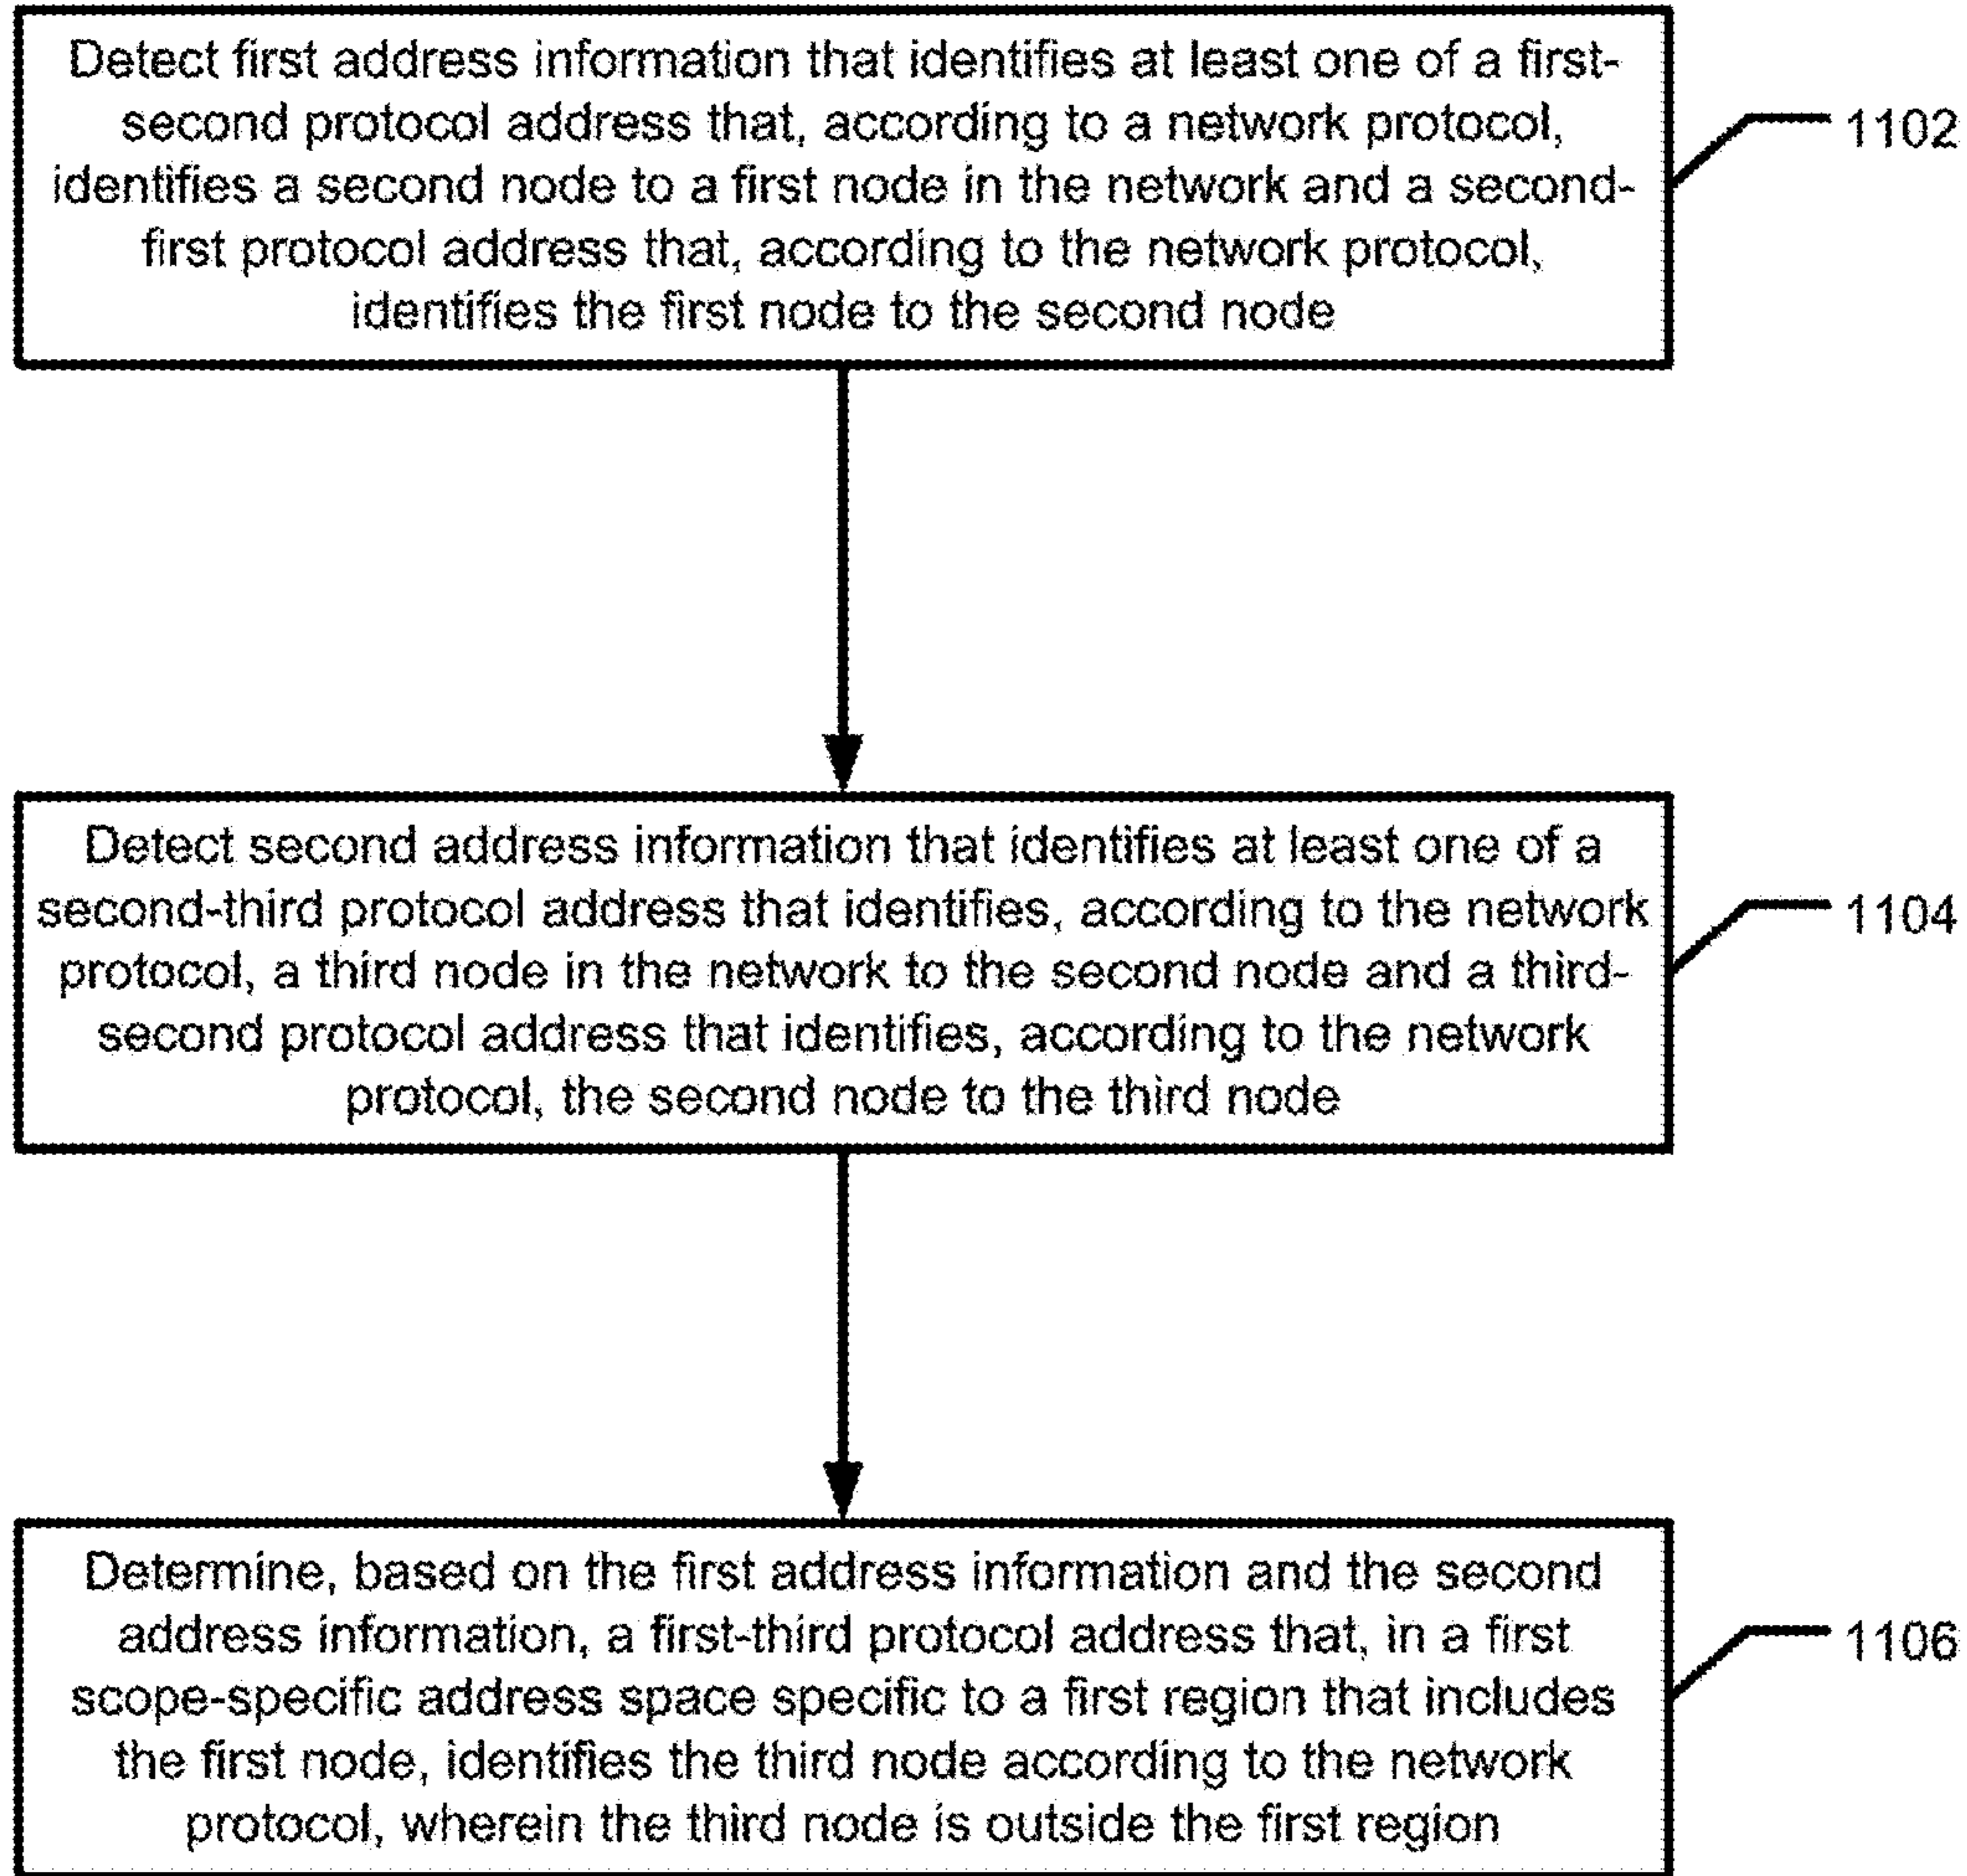 Detect first address information that identifies at least one of a first-
second protocol address that, according to a network protocol,
identifies a second node to a first node in the network and a second-
first protocol address that, according to the network protocol,
identifies the first node to the second node
1102
Detect second address information that identifies at least one of a
second-third protocol address that identifies, according to the network
protocol, a third node in the network to the second node and a third-
second protocol address that identifies, according to the network
protocol, the second node to the third node
1104
Determine, based on the first address information and the second
address information, a first-third protocol address that, in a first
scope-specific address space specific to a first region that includes
the first node, identifies the third node according to the network
protocol, wherein the third node is outside the first region
1106